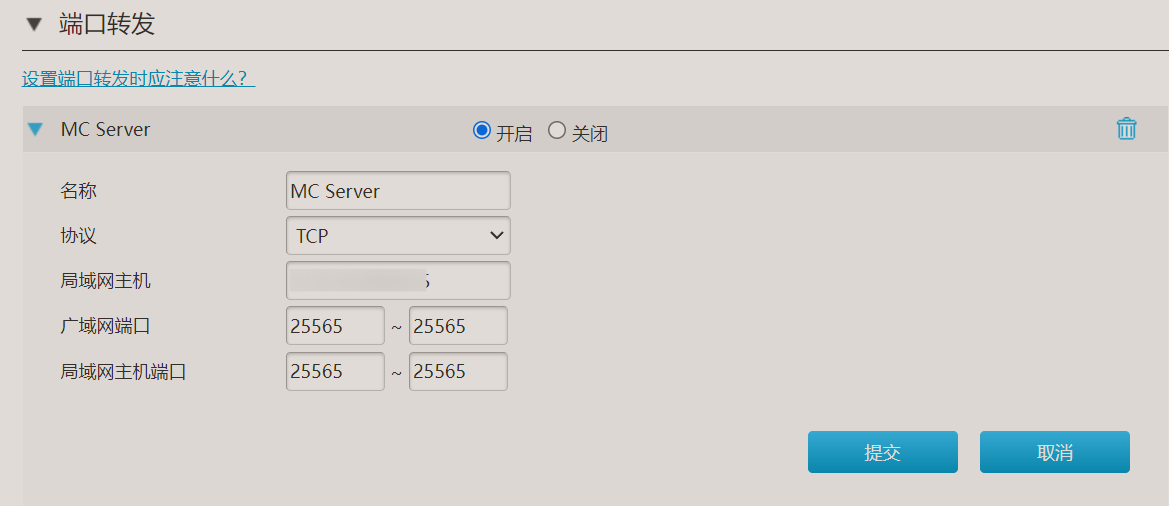 端口转发
设置端口转发时应注意什么?
MC Server 开启 关闭
名称 MC Server
协议 TCP
局域网主机
广域网端口 25565 ~ 25565
局域网主机端口 25565 ~ 25565
提交 取消